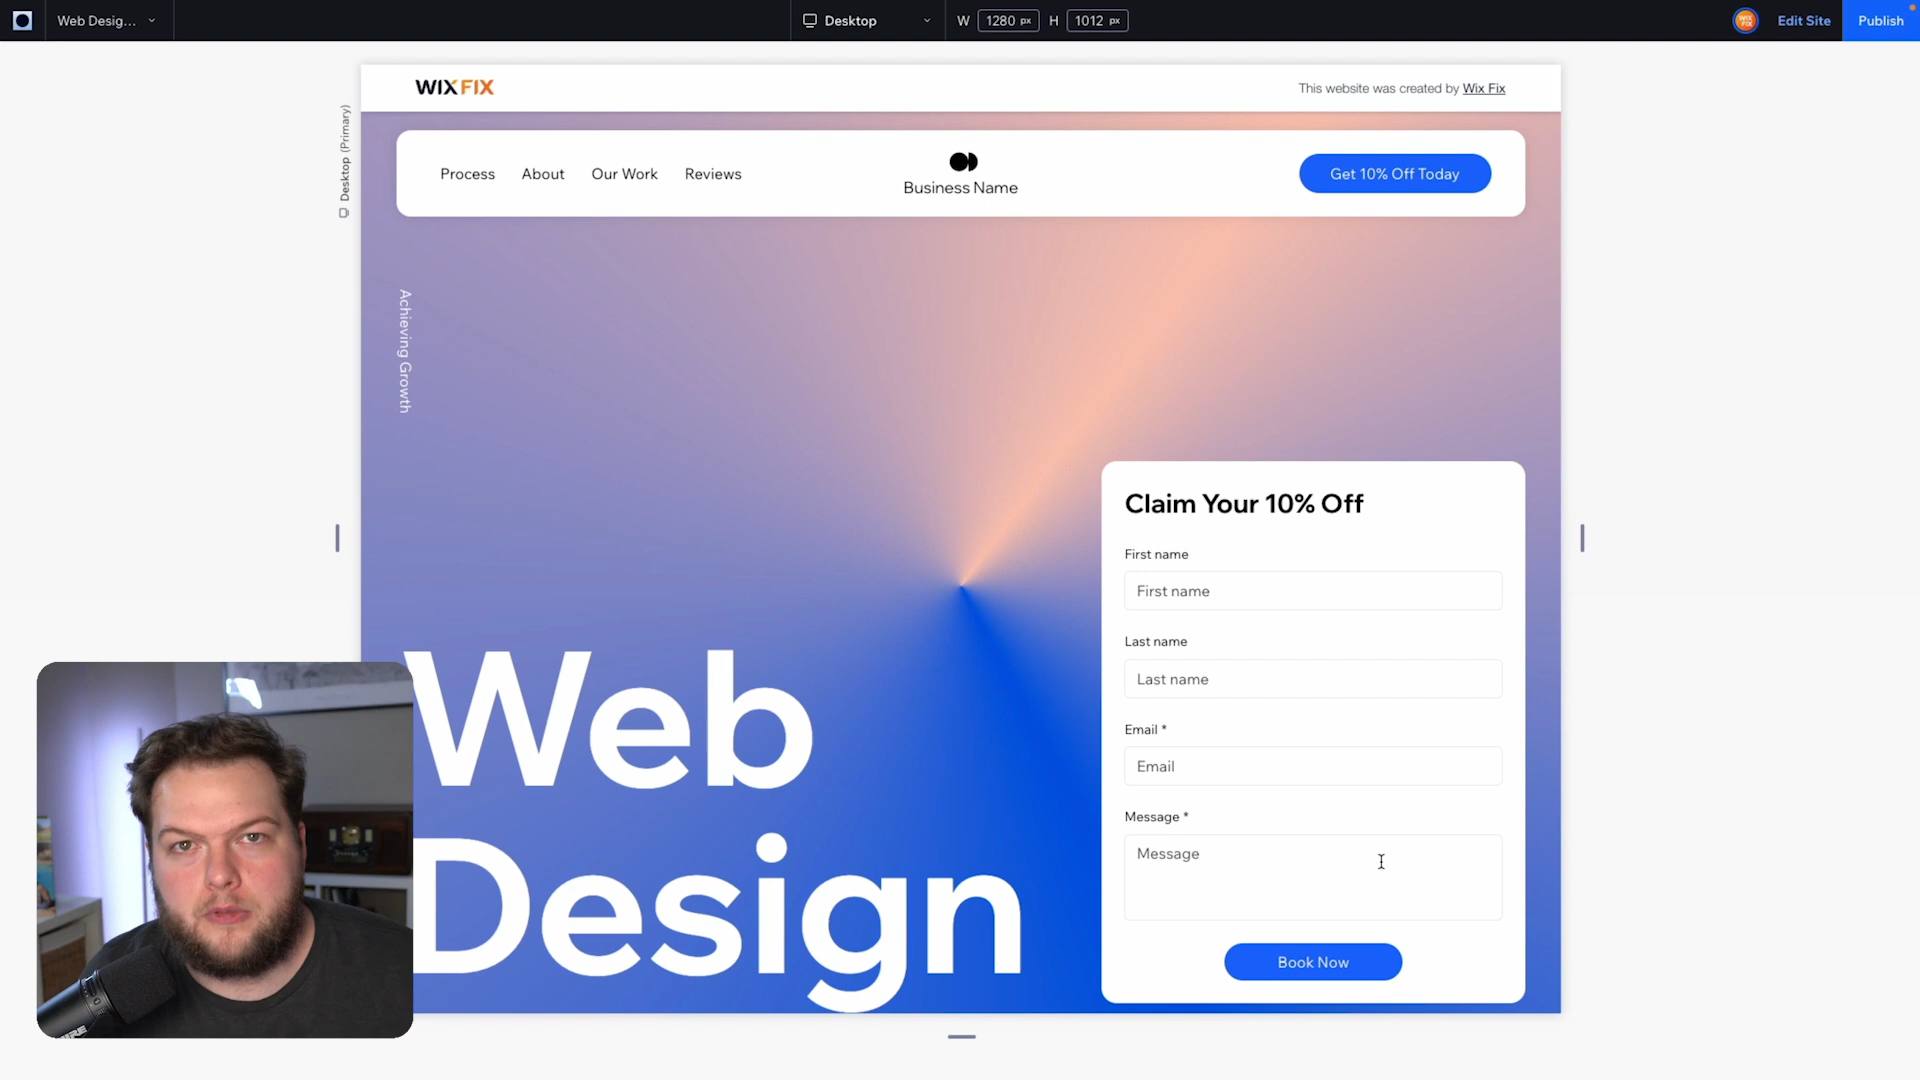 Web Desig...
Desktop
W 1280 px H 1012 px
WIX FIX
Edit Site
Publish
WIXFIX
This website was created by Wix Fix
Desktop (Primary)
Process About Our Work Reviews
Business Name
Get 10% Off Today
Achieving Growth
Web
Design
Claim Your 10% Off
First name
First name
Last name
Last name
Email *
Email
Message *
Message
Book Now